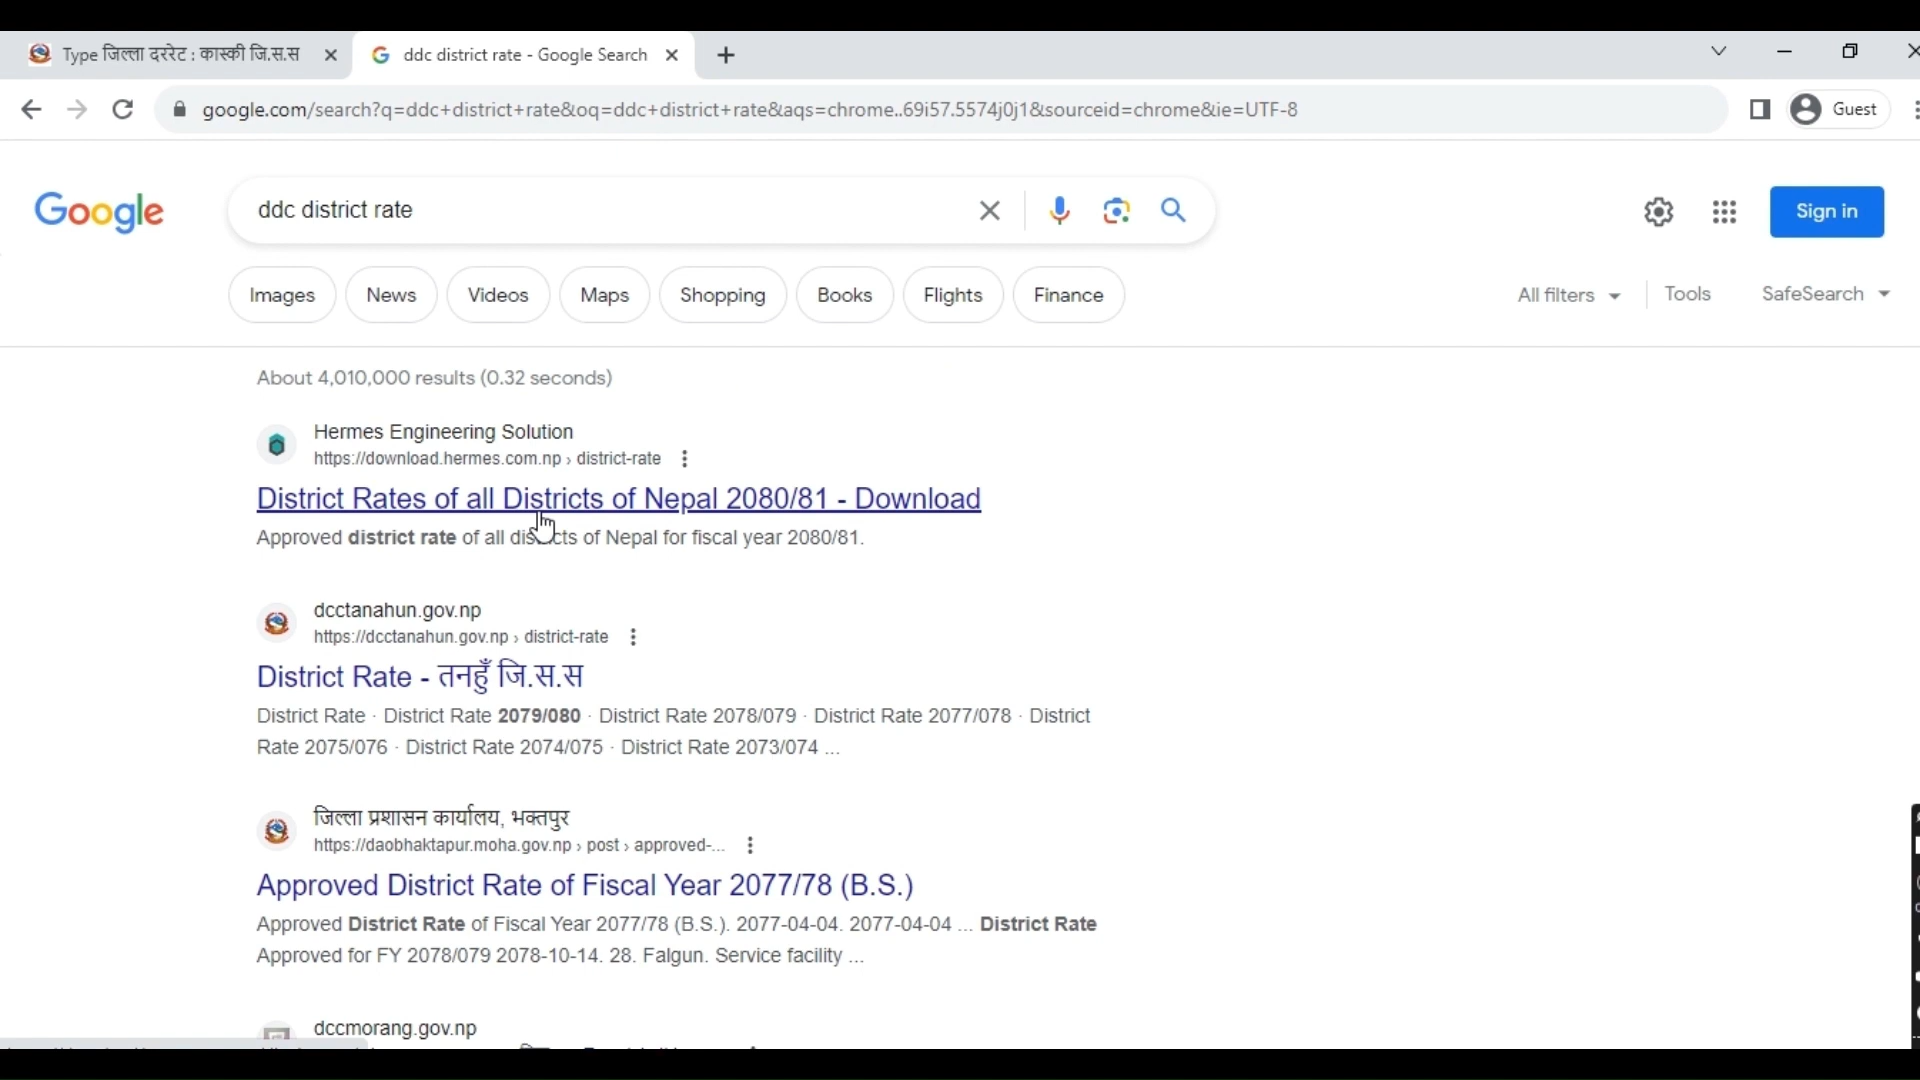 Type जिल्ला दररेट : कास्की जि.स.स
ddc district rate - Google Search
google.com/search?q=ddc+district+rate&oq=ddc+district+rate&aqs=chrome..69i57.5574j0j1&sourceid=chrome&ie=UTF-8
Guest
Google
ddc district rate
Sign in
Images News Videos Maps Shopping Books Flights Finance
All filters Tools SafeSearch
About 4,010,000 results (0.32 seconds)
Hermes Engineering Solution
https://download.hermes.com.np › district-rate
District Rates of all Districts of Nepal 2080/81 - Download
Approved district rate of all districts of Nepal for fiscal year 2080/81.
dcctanahun.gov.np
https://dcctanahun.gov.np › district-rate
District Rate - तनहुँ जि.स.स
District Rate · District Rate 2079/080 · District Rate 2078/079 · District Rate 2077/078 · District
Rate 2075/076 · District Rate 2074/075 · District Rate 2073/074 ...
जिल्ला प्रशासन कार्यालय, भक्तपुर
https://daobhaktapur.moha.gov.np › post › approved-...
Approved District Rate of Fiscal Year 2077/78 (B.S.)
Approved District Rate of Fiscal Year 2077/78 (B.S.). 2077-04-04. 2077-04-04 ... District Rate
Approved for FY 2078/079 2078-10-14. 28. Falgun. Service facility ...
dccmorang.gov.np